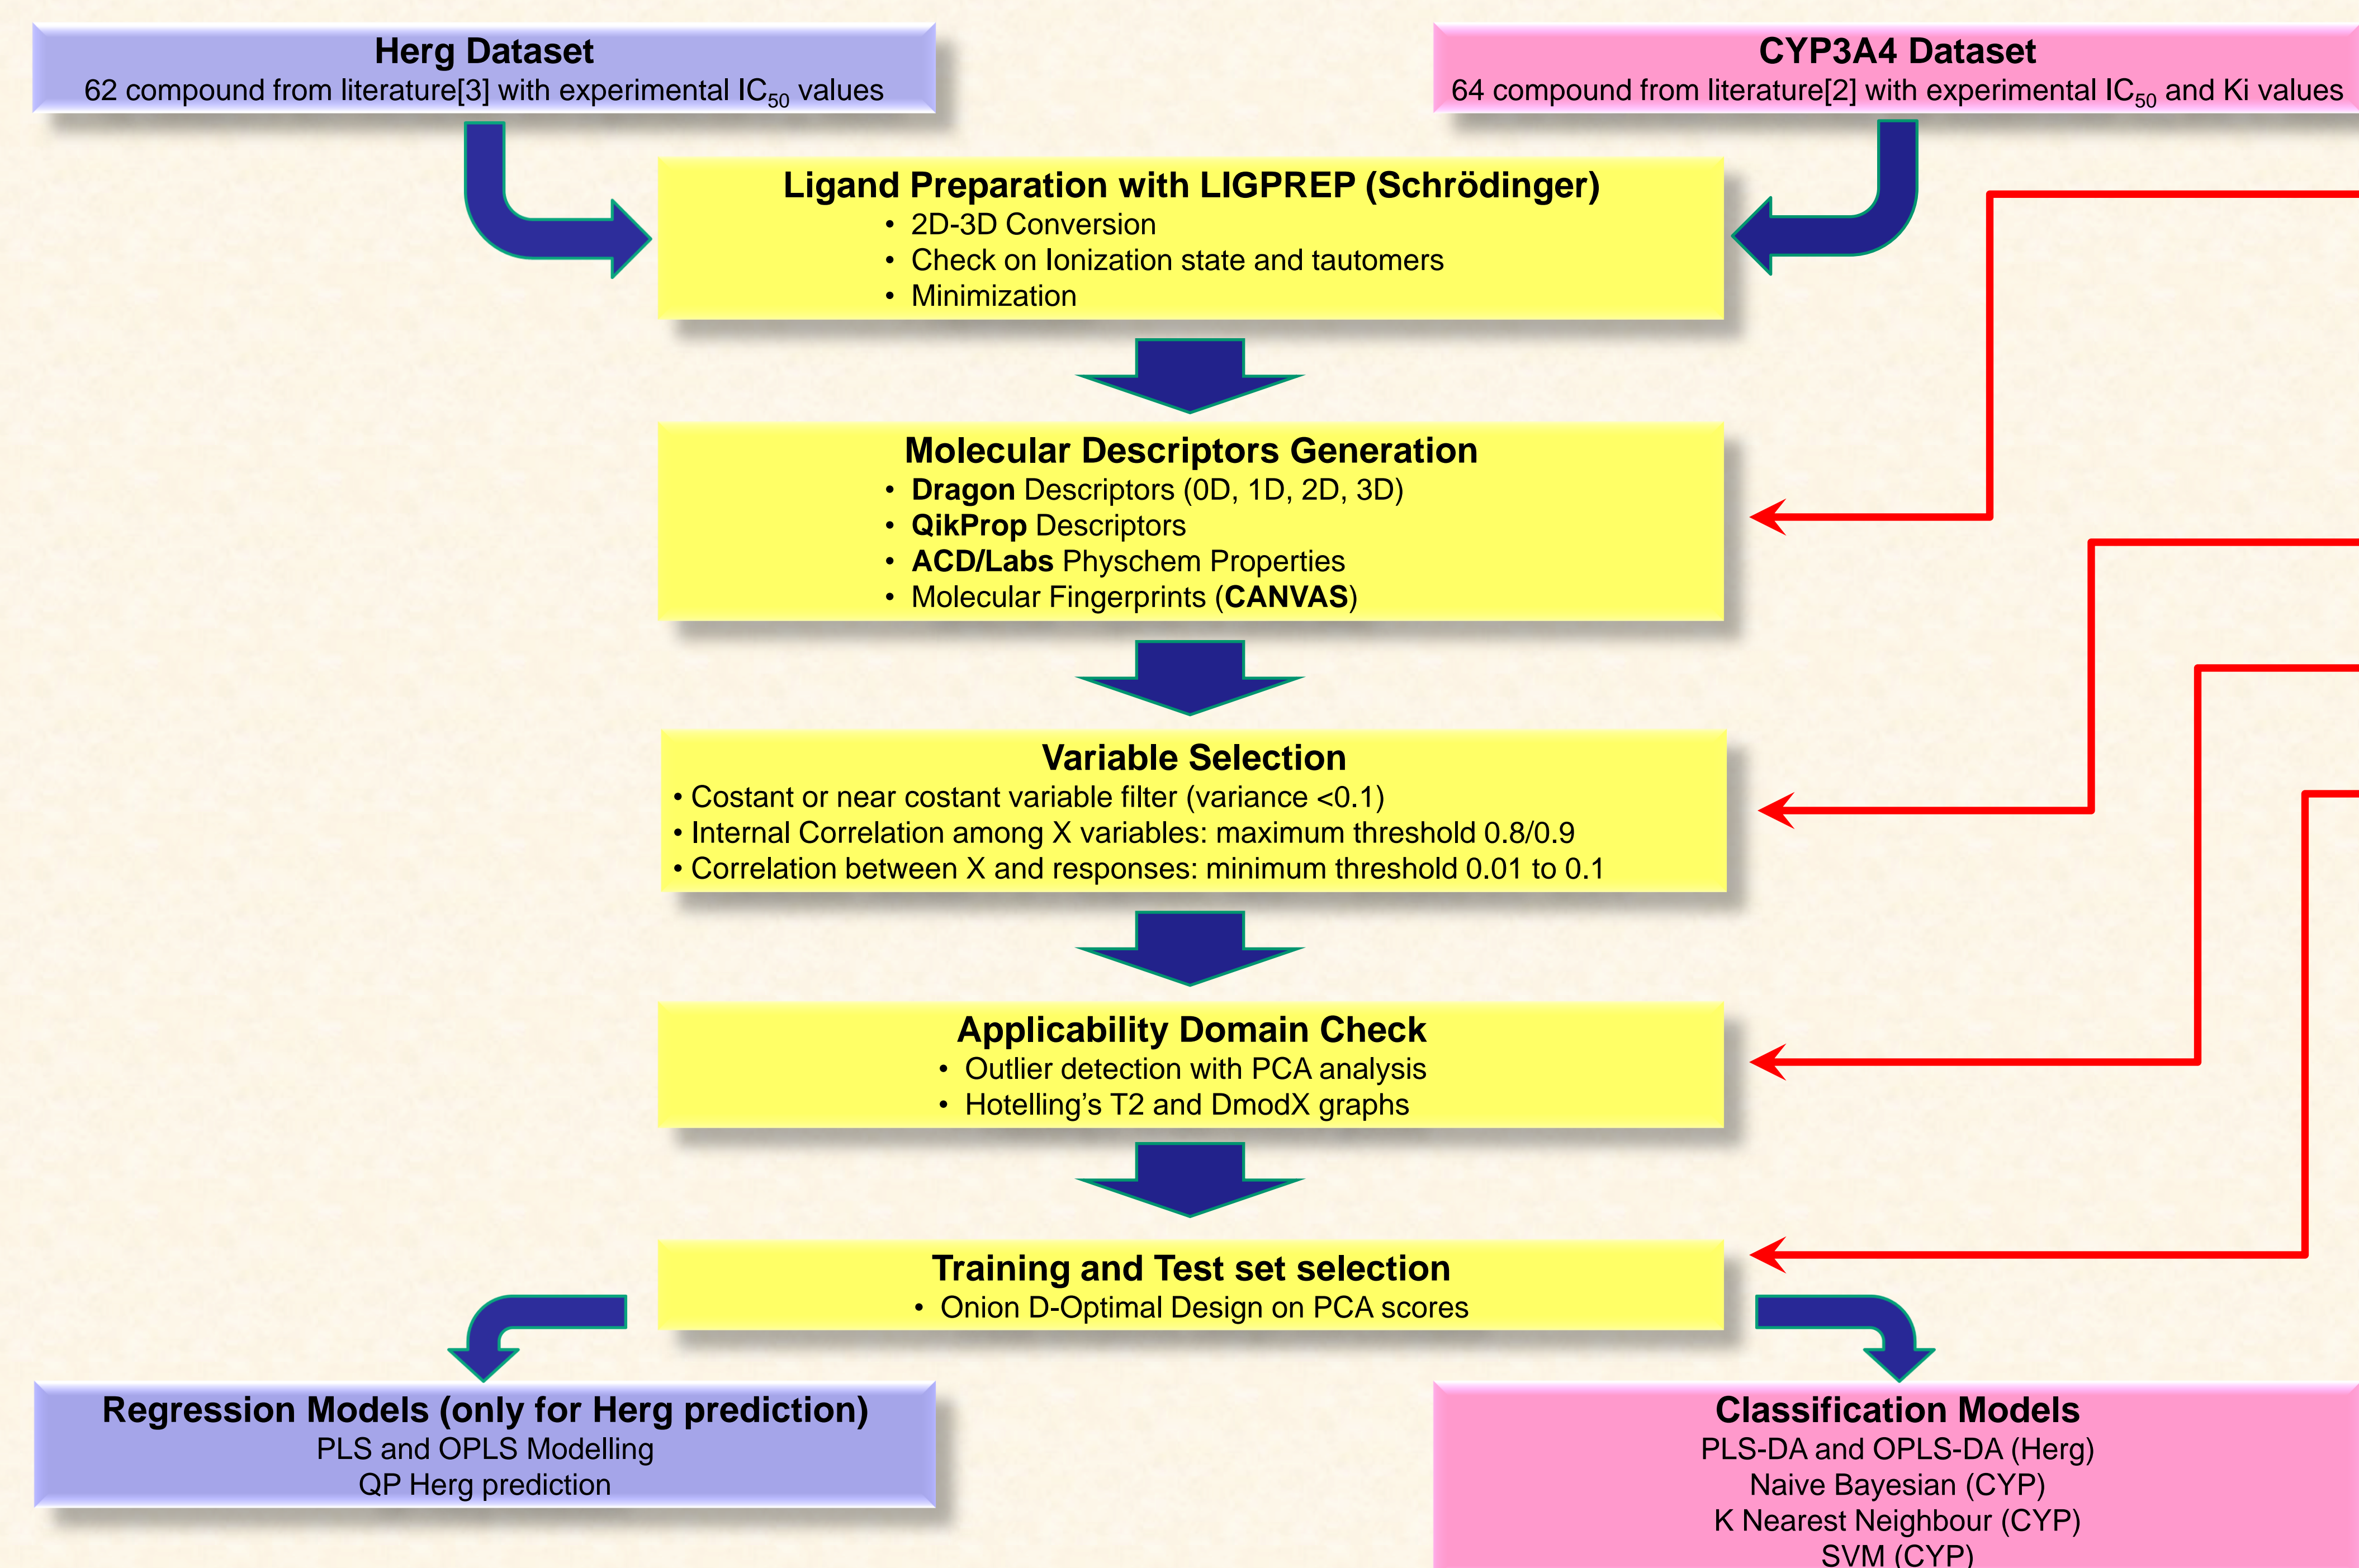 Herg Dataset
62 compound from literature[3] with experimental IC50 values
CYP3A4 Dataset
64 compound from literature[2] with experimental IC50 and Ki values
Ligand Preparation with LIGPREP (Schrödinger)
• 2D-3D Conversion
• Check on Ionization state and tautomers
• Minimization
Molecular Descriptors Generation
• Dragon Descriptors (0D, 1D, 2D, 3D)
• QikProp Descriptors
• ACD/Labs Physchem Properties
• Molecular Fingerprints (CANVAS)
Variable Selection
• Costant or near costant variable filter (variance <0.1)
• Internal Correlation among X variables: maximum threshold 0.8/0.9
• Correlation between X and responses: minimum threshold 0.01 to 0.1
Applicability Domain Check
• Outlier detection with PCA analysis
• Hotelling's T2 and DmodX graphs
Training and Test set selection
• Onion D-Optimal Design on PCA scores
Regression Models (only for Herg prediction)
PLS and OPLS Modelling
QP Herg prediction
Classification Models
PLS-DA and OPLS-DA (Herg)
Naive Bayesian (CYP)
K Nearest Neighbour (CYP)
SVM (CYP)